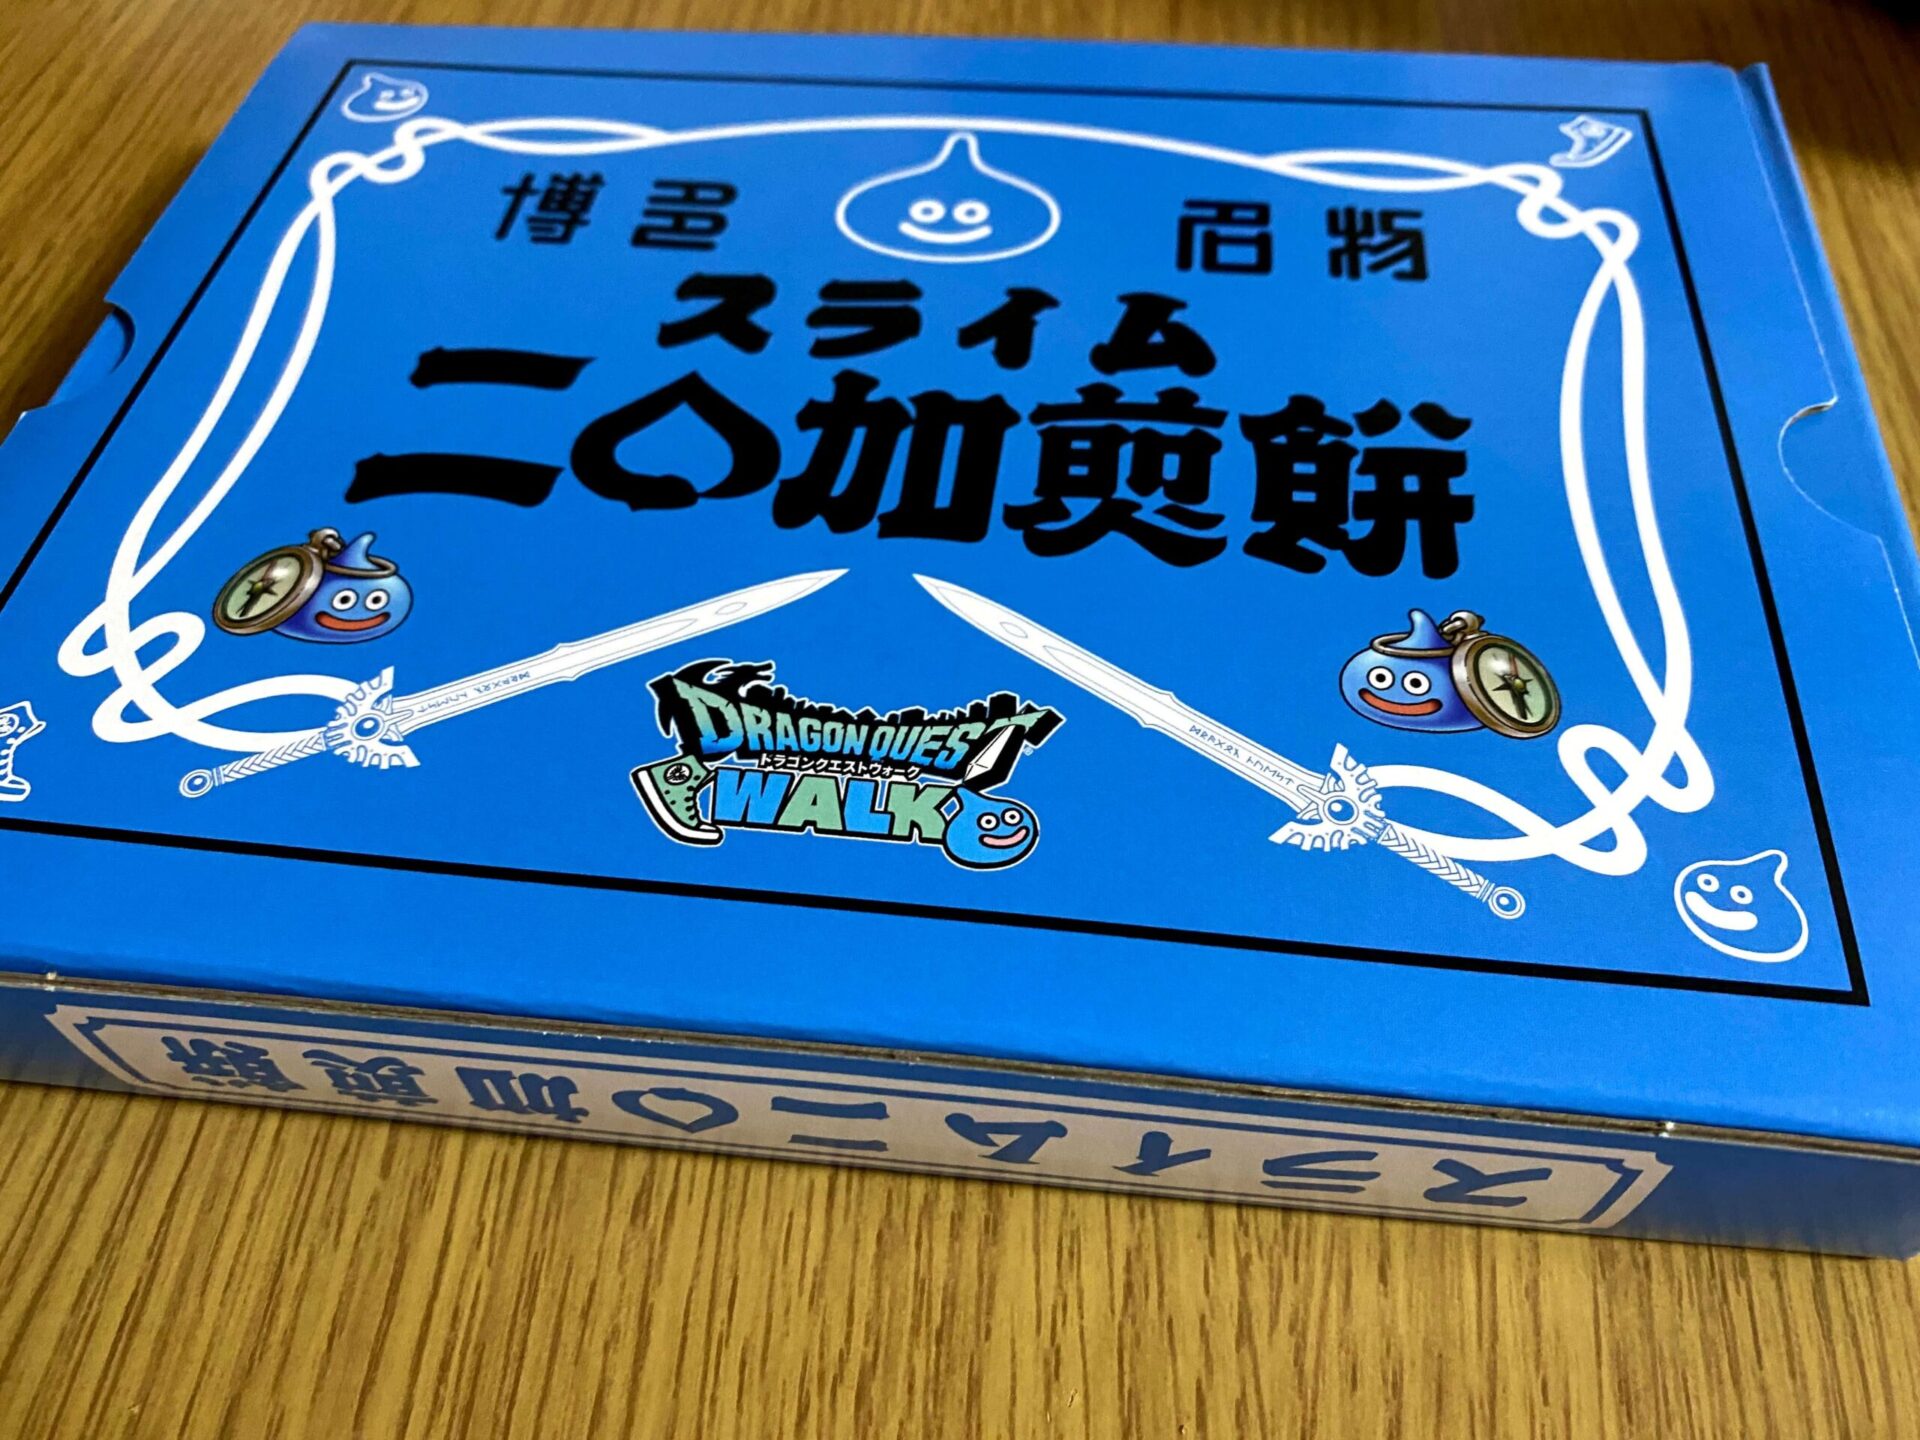 博多 名物
スライム
二〇加煎餅
DRAGON QUEST
ドラゴンクエストウォーク
WALK
スライム二〇加煎餅